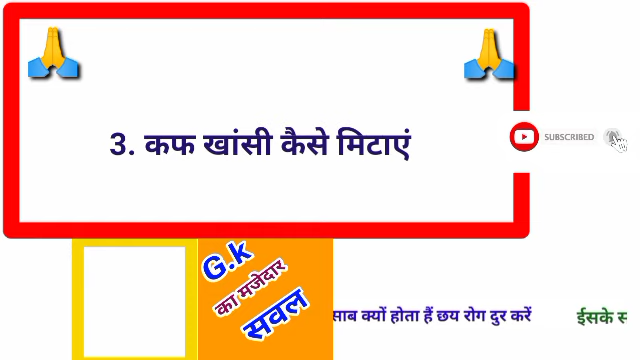 3. कफ खांसी कैसे मिटाएं
SUBSCRIBED
G.k
का मजेदार
सवल
साब क्यों होता हैं छय रोग दुर करें
ईसके स